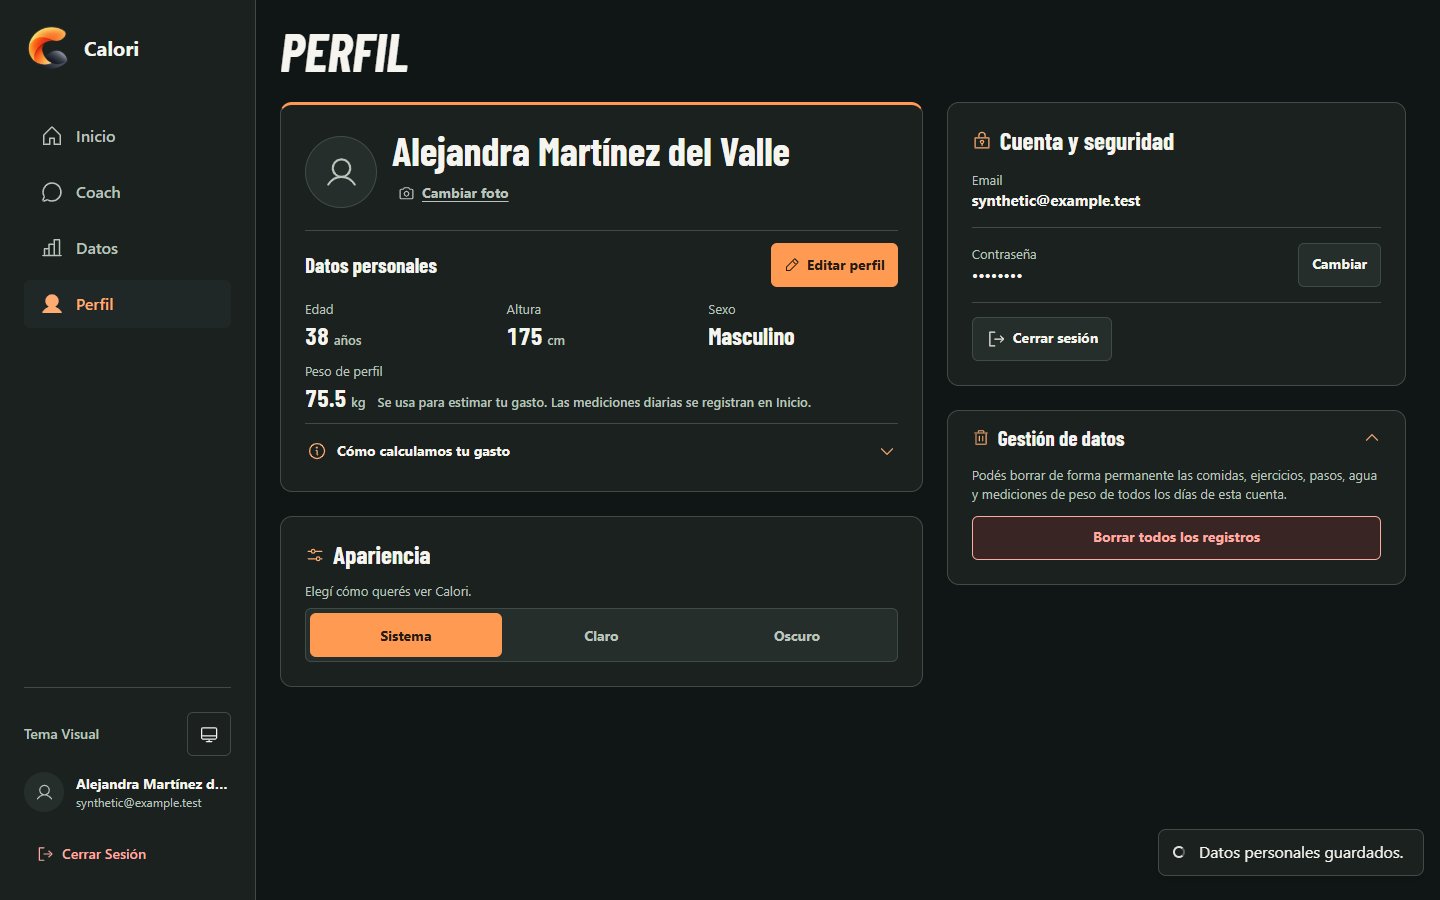 Calori
Inicio
Coach
Datos
Perfil
Tema Visual
Alejandra Martínez d...
synthetic@example.test
Cerrar Sesión
PERFIL
Alejandra Martínez del Valle
Cambiar foto
Datos personales
Editar perfil
Edad
38 años
Altura
175 cm
Sexo
Masculino
Peso de perfil
75.5 kg Se usa para estimar tu gasto. Las mediciones diarias se registran en Inicio.
Cómo calculamos tu gasto
Apariencia
Elegí cómo querés ver Calori.
Sistema
Claro
Oscuro
Cuenta y seguridad
Email
synthetic@example.test
Contraseña
••••••••
Cambiar
Cerrar sesión
Gestión de datos
Podés borrar de forma permanente las comidas, ejercicios, pasos, agua
y mediciones de peso de todos los días de esta cuenta.
Borrar todos los registros
Datos personales guardados.